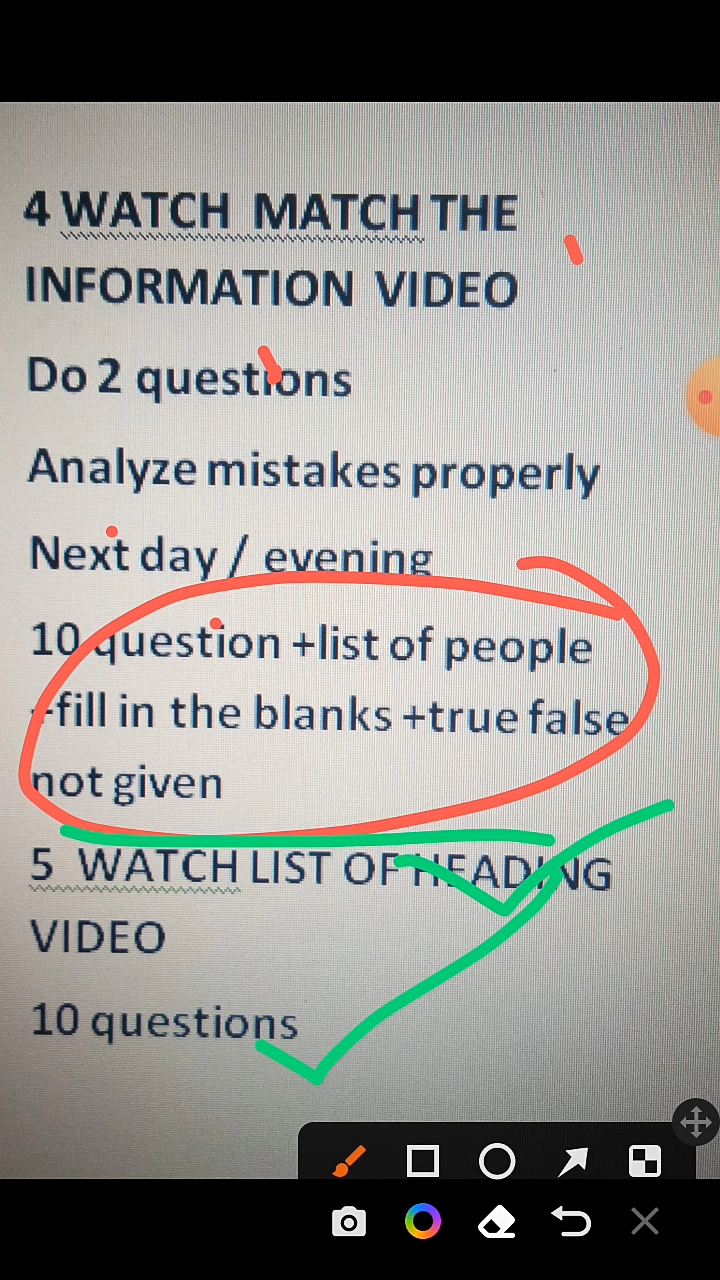 4 WATCH MATCH THE
INFORMATION VIDEO
Do 2 questions
Analyze mistakes properly
Next day / evening
10 question +list of people
+fill in the blanks +true false
not given
5 WATCH LIST OF HEADING
VIDEO
10 questions